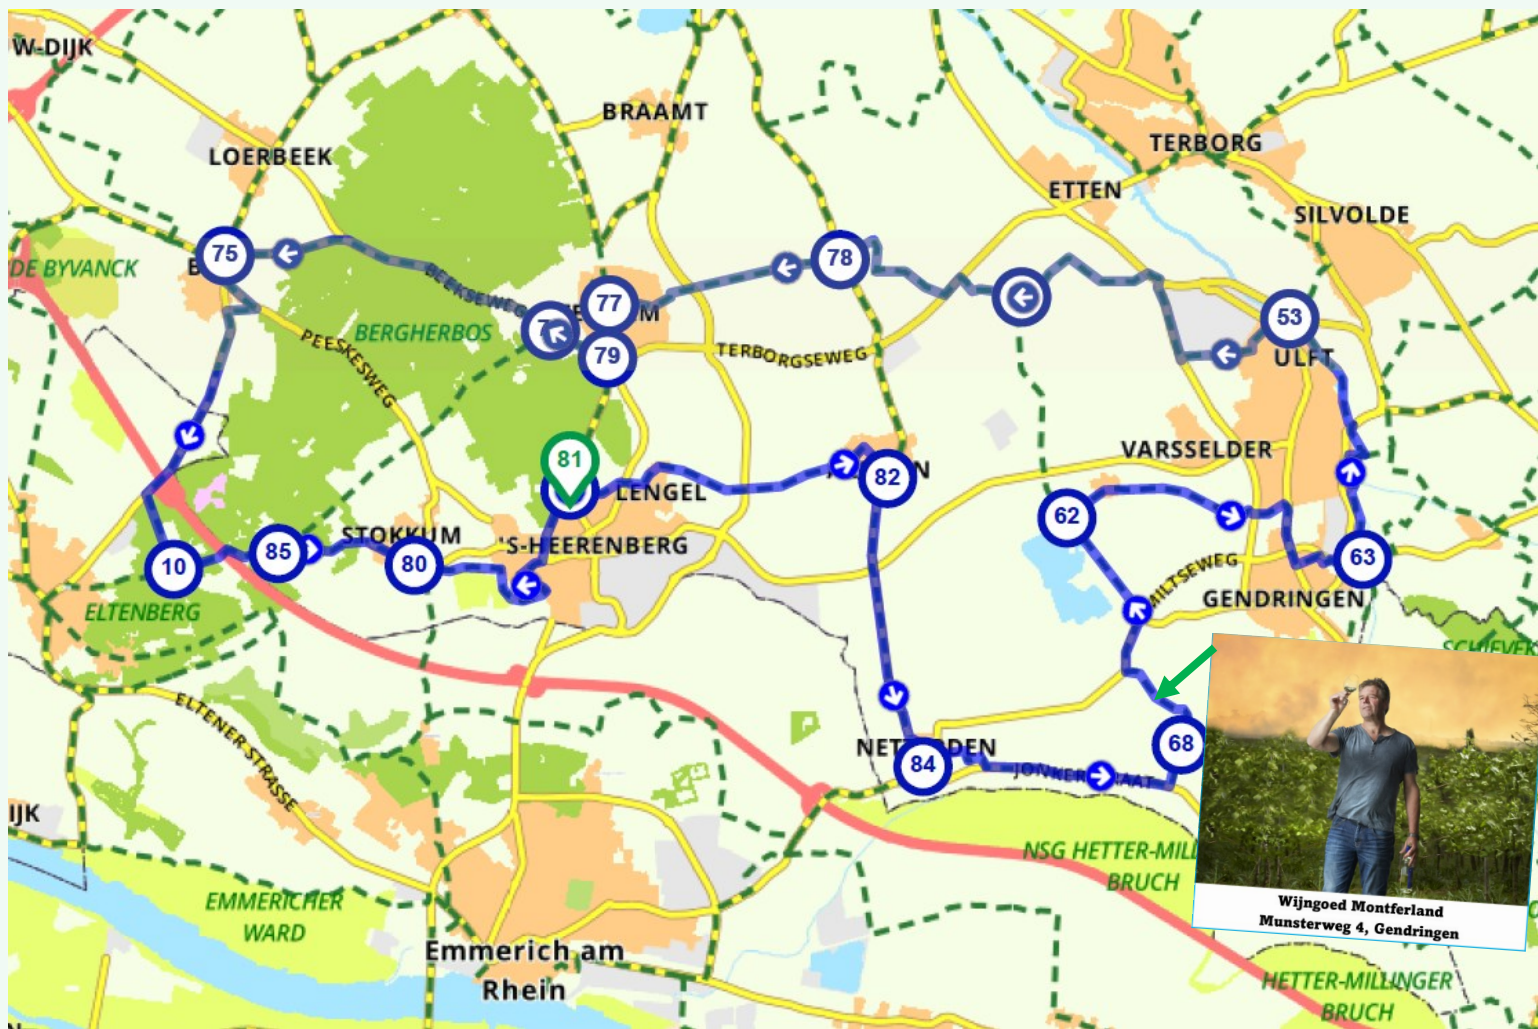 W-DIJK
BRAAMT
TERBORG
LOERBEEK
ETTEN
SILVOLDE
75
DE BYVANCK
78
BEEKSEWEG
77
53
BERGHERBOS
PEESKESWEG
79
TERBORGSEWEG
ULFT
81
VARSSELDER
82
LENGEL
62
STOKKUM
'S-HEERENBERG
10
85
80
63
ELTENBERG
GENDRINGEN
ELTENER STRASSE
68
84
IJK
NSG HETTER-MILL
BRUCH
EMMERICHER
WARD
Emmerich am
Rhein
Wijngoed Montferland
Munsterweg 4, Gendringen
HETTER-MILLINGER
BRUCH